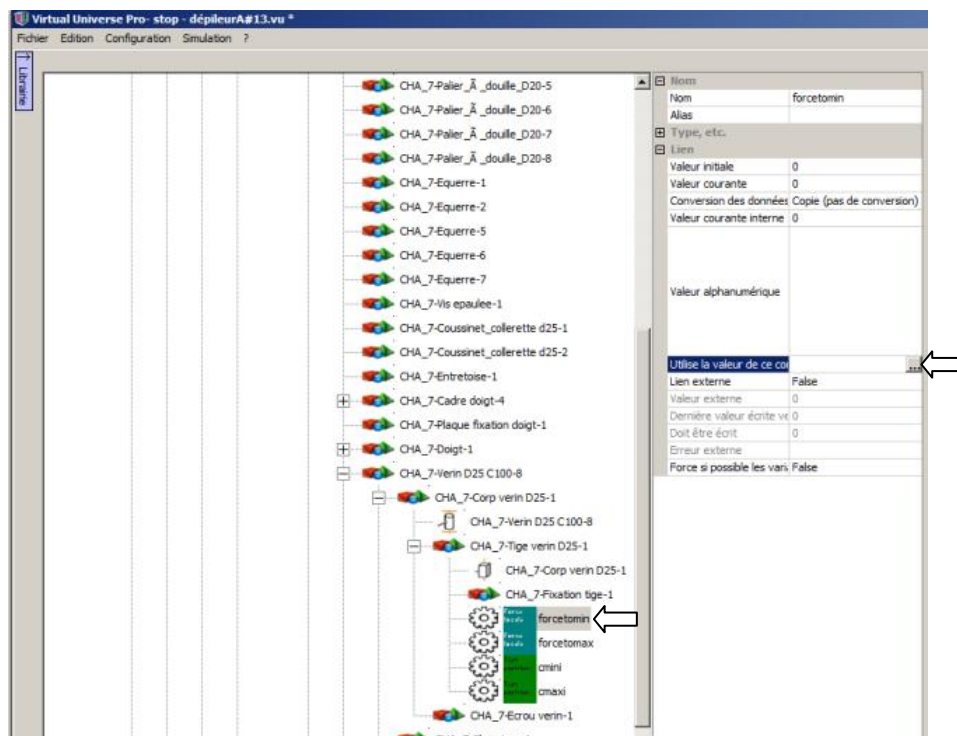 Virtual Universe Pro- stop - dépileurA#13.vu *
Fichier Edition Configuration Simulation ?
Librairie
CHA_7-Palier_Ã _douille_D20-5
CHA_7-Palier_Ã _douille_D20-6
CHA_7-Palier_Ã _douille_D20-7
CHA_7-Palier_Ã _douille_D20-8
CHA_7-Equerre-1
CHA_7-Equerre-2
CHA_7-Equerre-5
CHA_7-Equerre-6
CHA_7-Equerre-7
CHA_7-Vis epaulee-1
CHA_7-Coussinet_collerette d25-1
CHA_7-Coussinet_collerette d25-2
CHA_7-Entretoise-1
CHA_7-Cadre doigt-4
CHA_7-Plaque fixation doigt-1
CHA_7-Doigt-1
CHA_7-Verin D25 C100-8
CHA_7-Corp verin D25-1
CHA_7-Verin D25 C100-8
CHA_7-Tige verin D25-1
CHA_7-Corp verin D25-1
CHA_7-Fixation tige-1
forcetomin
forcetomax
cmini
cmaxi
CHA_7-Ecrou verin-1
Nom
Nom forcetomin
Alias
Type, etc.
Lien
Valeur initiale 0
Valeur courante 0
Conversion des données Copie (pas de conversion)
Valeur courante interne 0
Valeur alphanumérique
Utilise la valeur de ce co ...
Lien externe False
Valeur externe 0
Dernière valeur écrite ve 0
Doit être écrit 0
Erreur externe
Force si possible les vari False